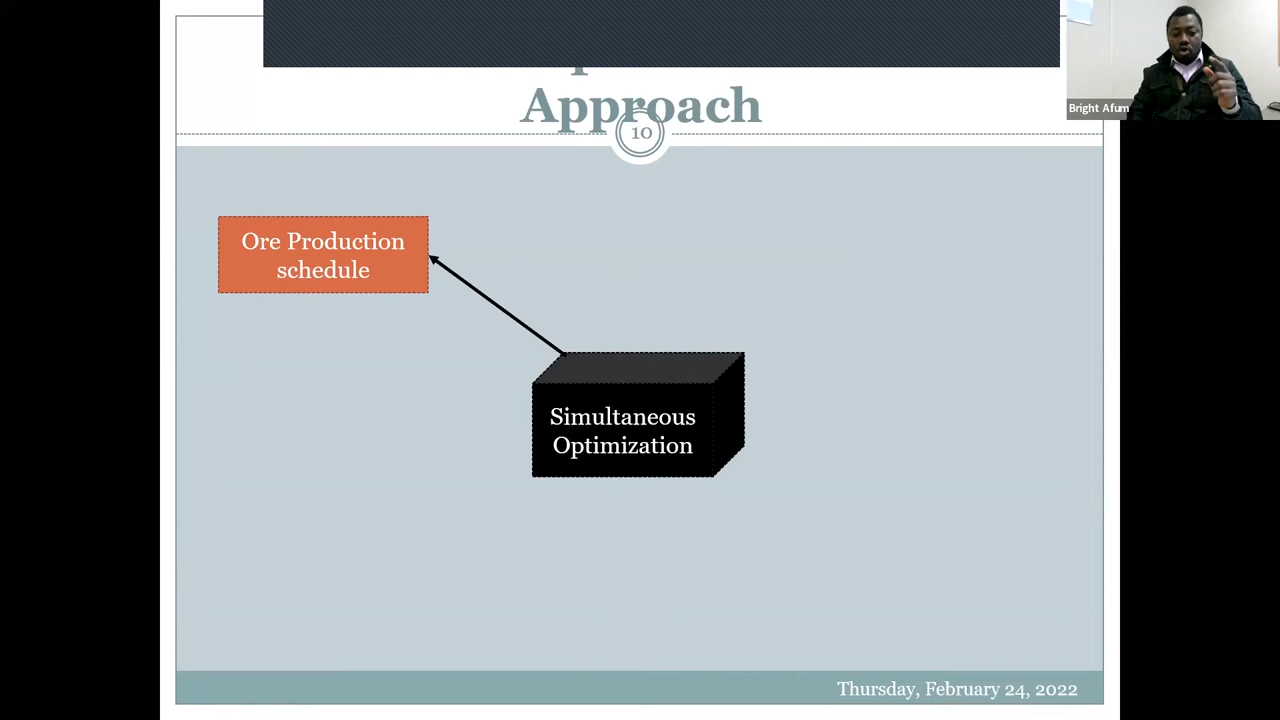 Approach
10
Bright Afum
Ore Production
schedule
Simultaneous
Optimization
Thursday, February 24, 2022